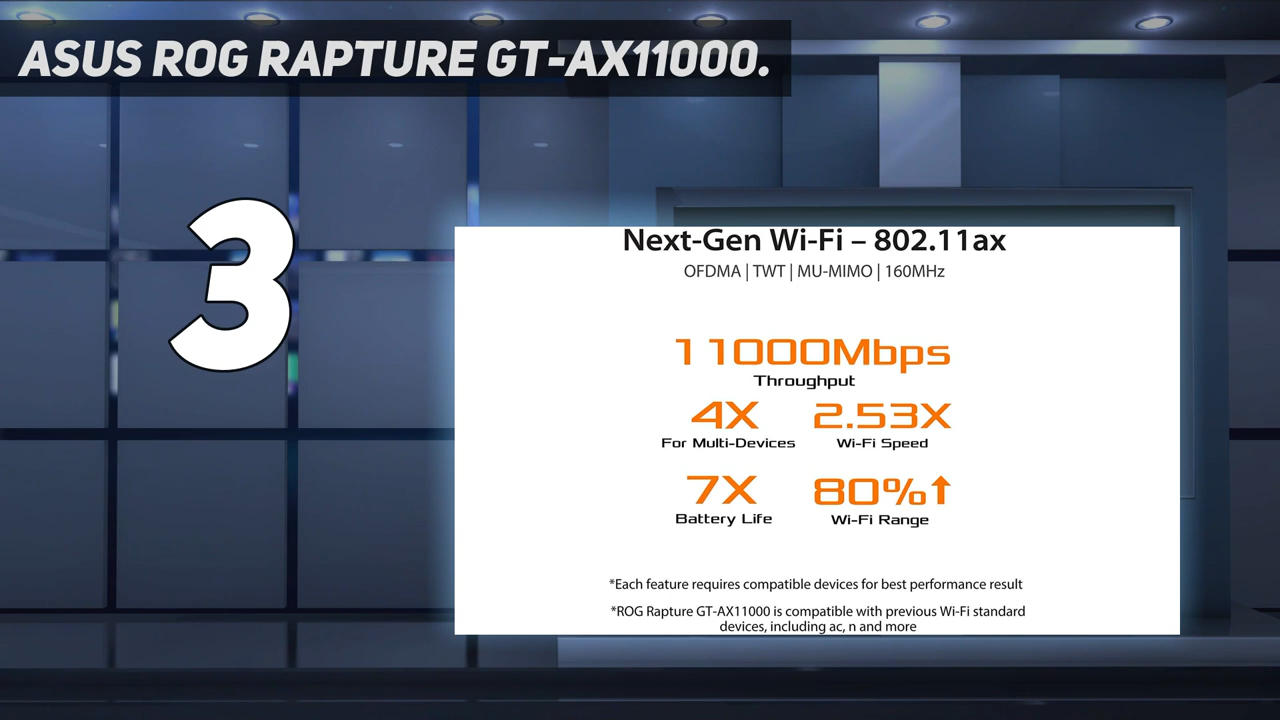 ASUS ROG RAPTURE GT-AX11000.
3
Next-Gen Wi-Fi – 802.11ax
OFDMA | TWT | MU-MIMO | 160MHz
11000Mbps
Throughput
4X 2.53X
For Multi-Devices Wi-Fi Speed
7X 80%↑
Battery Life Wi-Fi Range
*Each feature requires compatible devices for best performance result
*ROG Rapture GT-AX11000 is compatible with previous Wi-Fi standard
devices, including ac, n and more